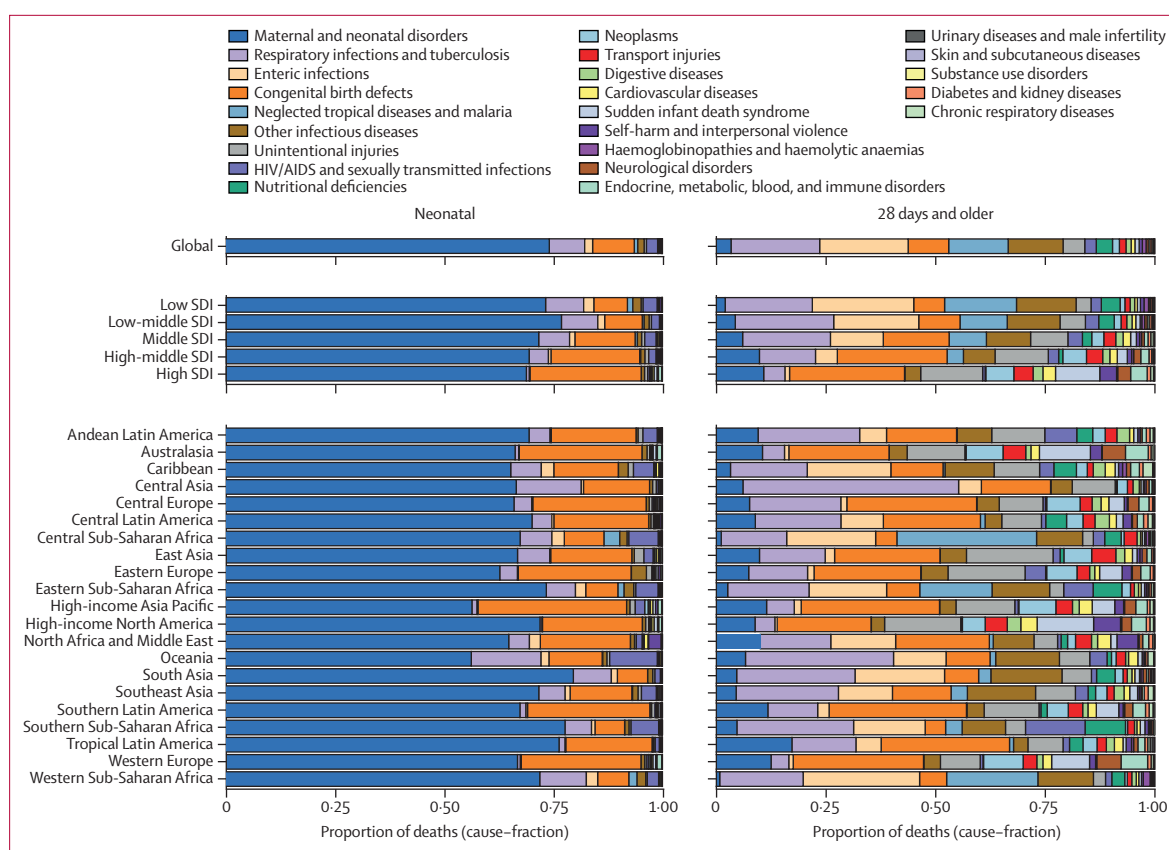 Maternal and neonatal disorders
Respiratory infections and tuberculosis
Enteric infections
Congenital birth defects
Neglected tropical diseases and malaria
Other infectious diseases
Unintentional injuries
HIV/AIDS and sexually transmitted infections
Nutritional deficiencies
Neoplasms
Transport injuries
Digestive diseases
Cardiovascular diseases
Sudden infant death syndrome
Self-harm and interpersonal violence
Haemoglobinopathies and haemolytic anaemias
Neurological disorders
Endocrine, metabolic, blood, and immune disorders
Urinary diseases and male infertility
Skin and subcutaneous diseases
Substance use disorders
Diabetes and kidney diseases
Chronic respiratory diseases
Neonatal
28 days and older
Global
Low SDI
Low-middle SDI
Middle SDI
High-middle SDI
High SDI
Andean Latin America
Australasia
Caribbean
Central Asia
Central Europe
Central Latin America
Central Sub-Saharan Africa
East Asia
Eastern Europe
Eastern Sub-Saharan Africa
High-income Asia Pacific
High-income North America
North Africa and Middle East
Oceania
South Asia
Southeast Asia
Southern Latin America
Southern Sub-Saharan Africa
Tropical Latin America
Western Europe
Western Sub-Saharan Africa
0 0·25 0·50 0·75 1·00
Proportion of deaths (cause–fraction)
0 0·25 0·50 0·75 1·00
Proportion of deaths (cause–fraction)